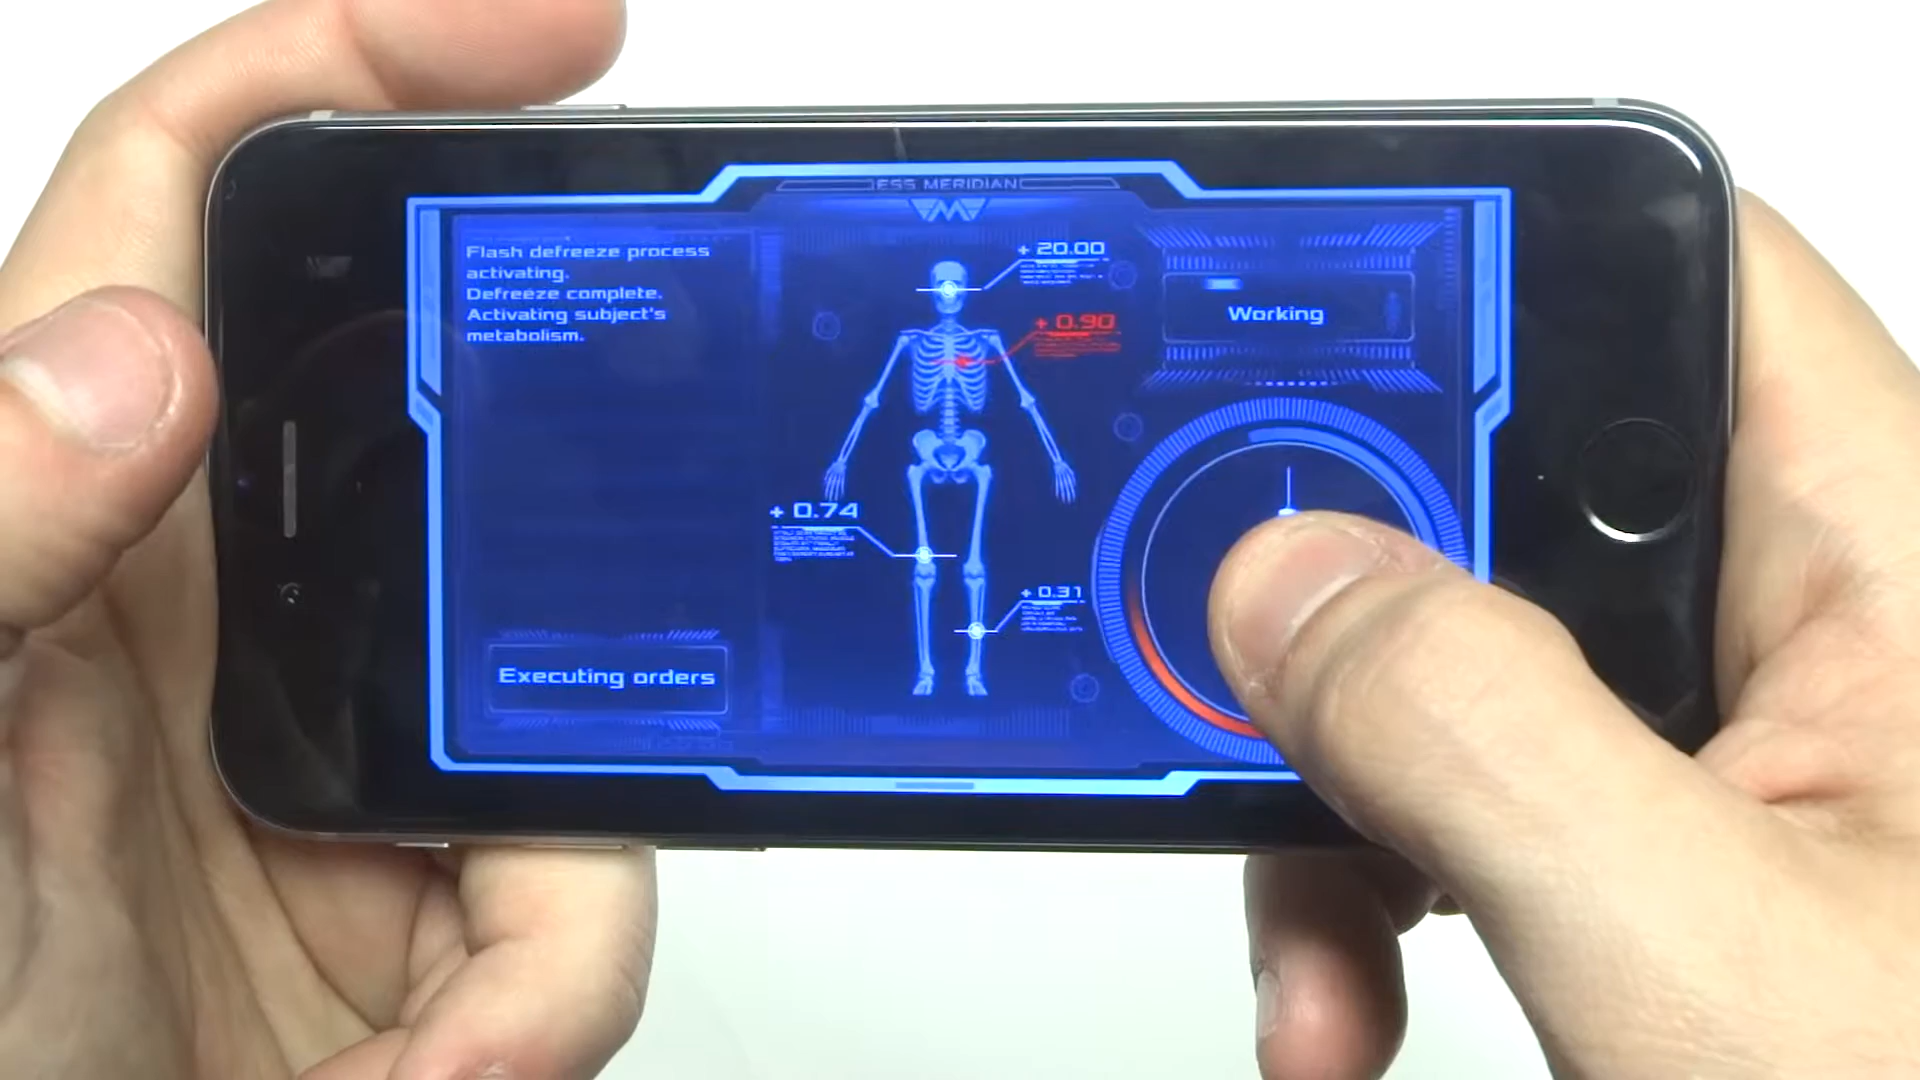 ESS MERIDIAN
Flash defreeze process
activating.
Defreeze complete.
Activating subject's
metabolism.
+ 20.00
+ 0.90
Working
+ 0.74
+ 0.31
Executing orders